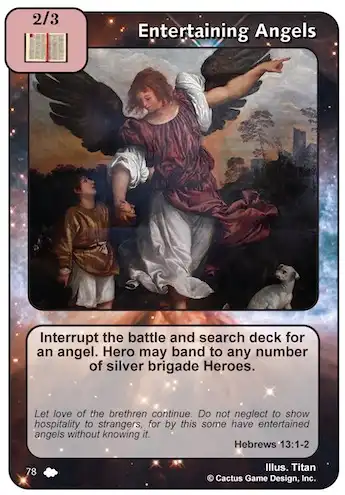 Entertaining Angels
2/3
Interrupt the battle and search deck for
an angel. Hero may band to any number
of silver brigade Heroes.
Let love of the brethren continue. Do not neglect to show
hospitality to strangers, for by this some have entertained
angels without knowing it.
Hebrews 13:1-2
78
Illus. Titan
© Cactus Game Design, Inc.